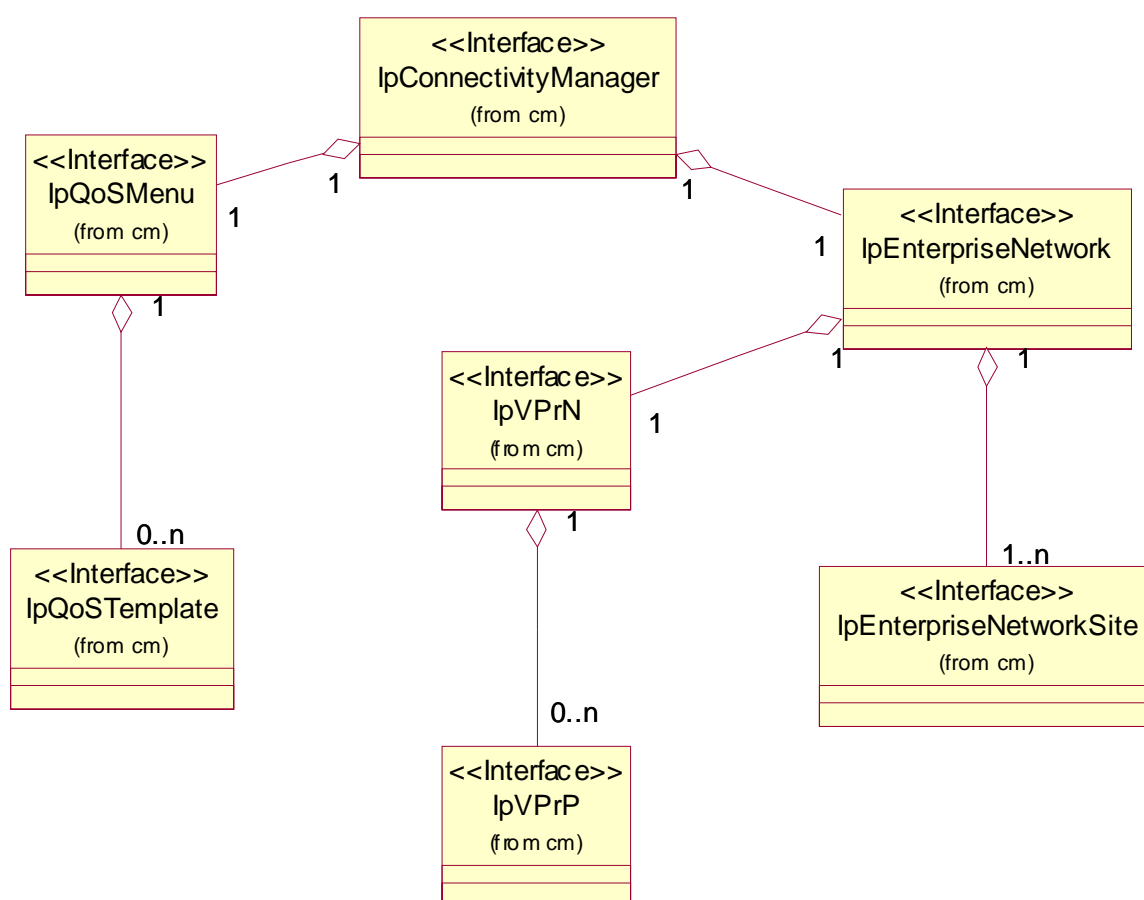 <<Interface>>
IpConnectivityManager
(from cm)
<<Interface>>
IpQoSMenu
(from cm)
1
1
1
1
<<Interface>>
IpEnterpriseNetwork
(from cm)
1
<<Interface>>
IpVPrN
(from cm)
1
1
1
1
0..n
<<Interface>>
IpQoSTemplate
(from cm)
1..n
<<Interface>>
IpEnterpriseNetworkSite
(from cm)
0..n
<<Interface>>
IpVPrP
(from cm)